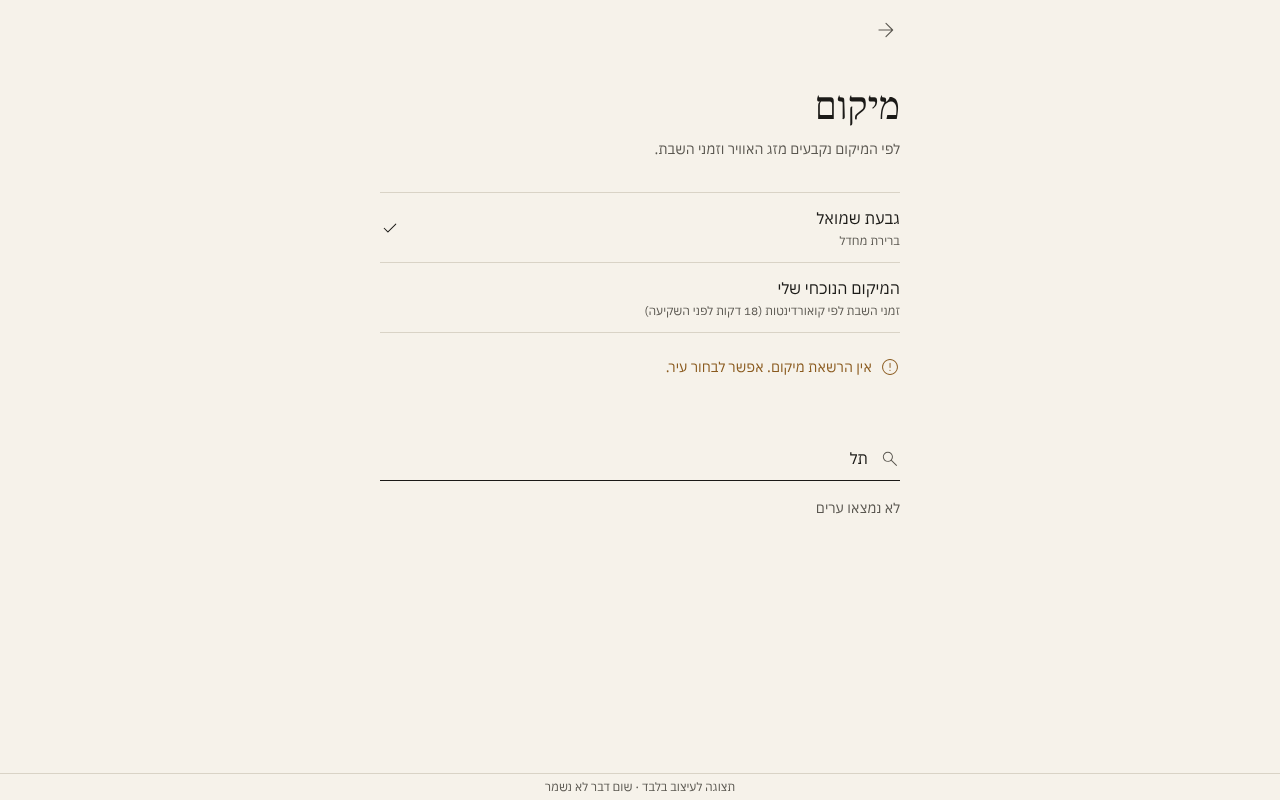 מיקום
לפי המיקום נקבעים מזג האוויר וזמני השבת.
גבעת שמואל
ברירת מחדל
המיקום הנוכחי שלי
זמני השבת לפי קואורדינטות (18 דקות לפני השקיעה)
אין הרשאת מיקום. אפשר לבחור עיר.
תל
לא נמצאו ערים
תצוגה לעיצוב בלבד · שום דבר לא נשמר